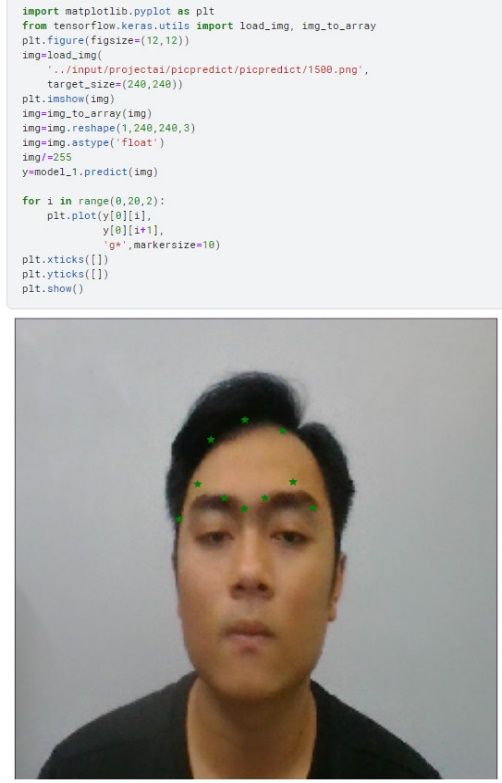 import matplotlib.pyplot as plt
from tensorflow.keras.utils import load_img, img_to_array
plt.figure(figsize=(12,12))
img=load_img(
    '../input/projectai/picpredict/picpredict/1500.png',
    target_size=(240,240))
plt.imshow(img)
img=img_to_array(img)
img=img.reshape(1,240,240,3)
img=img.astype('float')
img/=255
y=model_1.predict(img)

for i in range(0,20,2):
    plt.plot(y[0][i],
             y[0][i+1],
             'g*',markersize=10)
plt.xticks([])
plt.yticks([])
plt.show()